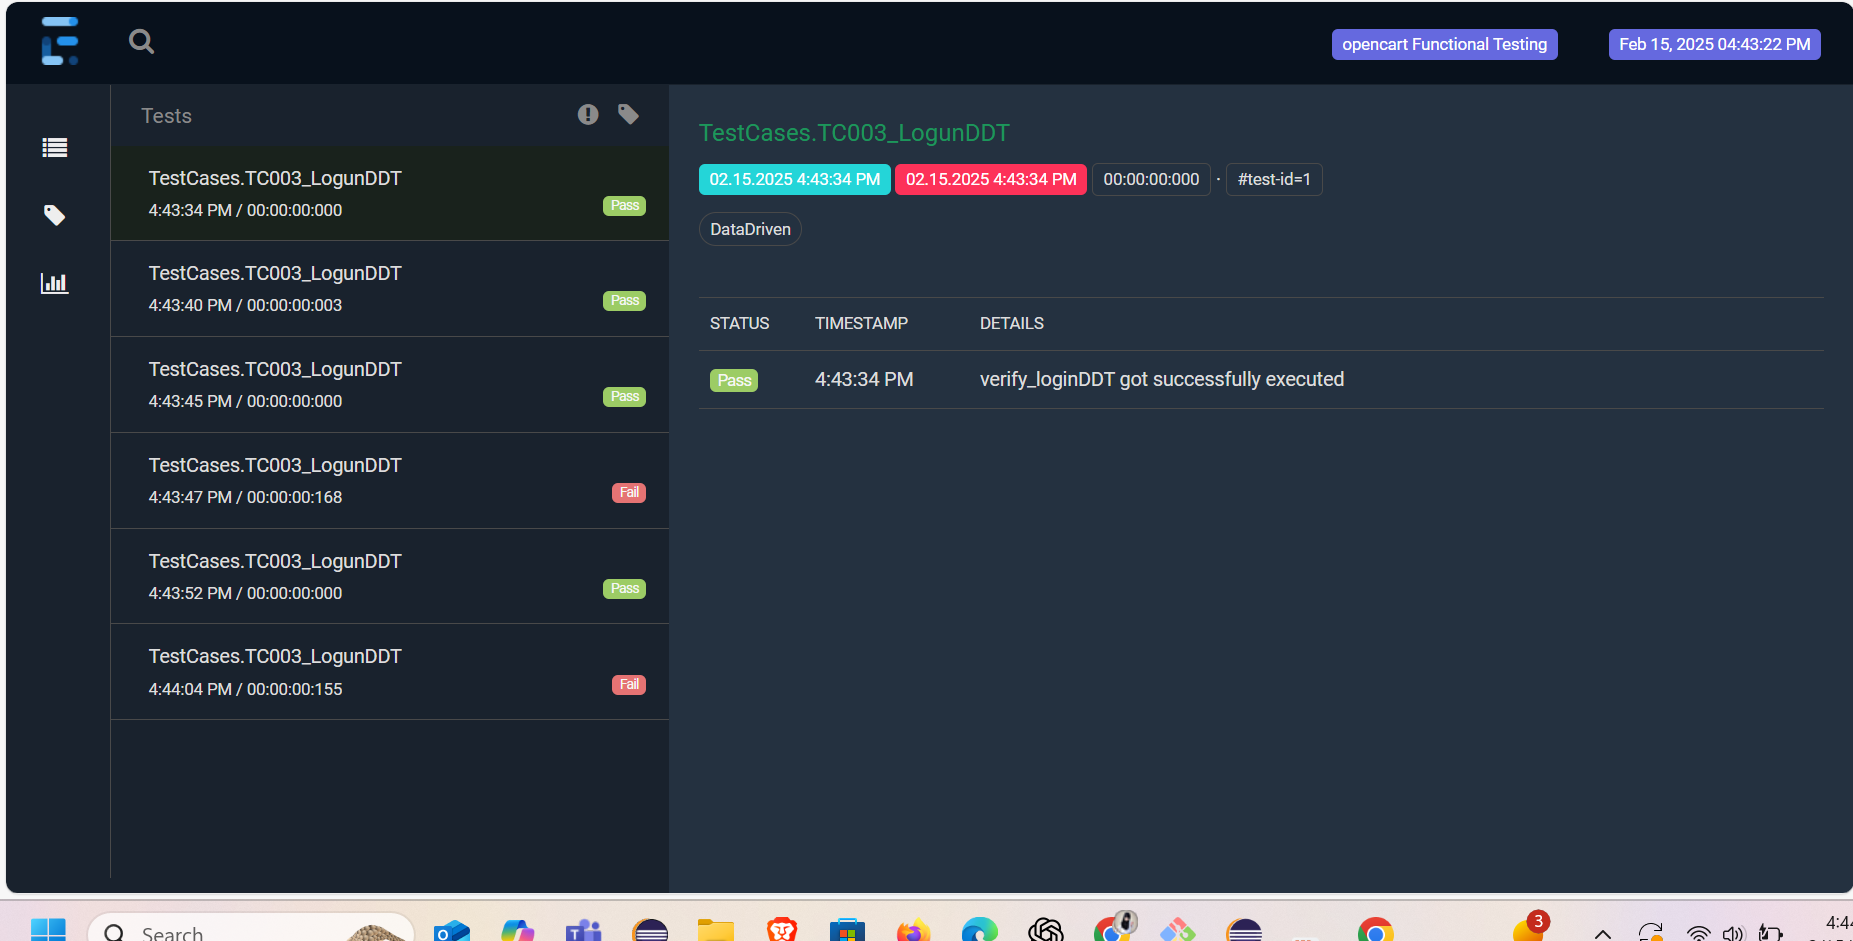 opencart Functional Testing
Feb 15, 2025 04:43:22 PM
Tests
TestCases.TC003_LogunDDT
4:43:34 PM / 00:00:00:000
Pass
TestCases.TC003_LogunDDT
4:43:40 PM / 00:00:00:003
Pass
TestCases.TC003_LogunDDT
4:43:45 PM / 00:00:00:000
Pass
TestCases.TC003_LogunDDT
4:43:47 PM / 00:00:00:168
Fail
TestCases.TC003_LogunDDT
4:43:52 PM / 00:00:00:000
Pass
TestCases.TC003_LogunDDT
4:44:04 PM / 00:00:00:155
Fail
TestCases.TC003_LogunDDT
02.15.2025 4:43:34 PM 02.15.2025 4:43:34 PM 00:00:00:000 · #test-id=1
DataDriven
STATUS TIMESTAMP DETAILS
Pass 4:43:34 PM verify_loginDDT got successfully executed
Search
3